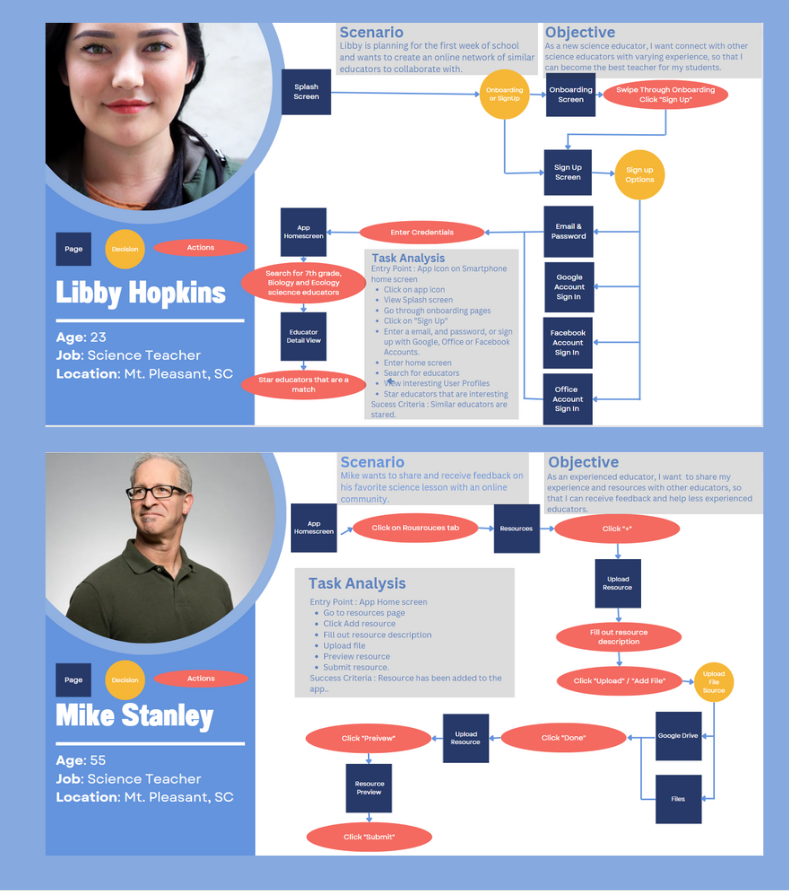 Scenario
Libby is planning for the first week of school
and wants to create an online network of similar
educators to collaborate with.
Objective
As a new science educator, I want connect with other
science educators with varying experience, so that I
can become the best teacher for my students.
Splash
Screen
Onboarding
or SignUp
Onboarding
Screen
Swipe Through Onboarding
Click "Sign Up"
Sign Up
Screen
Sign up
Options
App
Homescreen
Enter Credentials
Email &
Password
Page
Decision
Actions
Libby Hopkins
Age: 23
Job: Science Teacher
Location: Mt. Pleasant, SC
Search for 7th grade,
Biology and Ecology
sciecnce educators
Educator
Detail View
Star educators that are a
match
Task Analysis
Entry Point : App Icon on Smartphone
home screen
• Click on app icon
• View Splash screen
• Go through onboarding pages
• Click on "Sign Up"
• Enter a email, and password, or sign
up with Google, Office or Facebook
Accounts.
• Enter home screen
• Search for educators
• View interesting User Profiles
• Star educators that are interesting
Sucess Criteria : Similar educators are
stared.
Google
Account
Sign In
Facebook
Account
Sign In
Office
Account
Sign In
Scenario
Mike wants to share and receive feedback on
his favorite science lesson with an online
community.
Objective
As an experienced educator, I want to share my
experience and resources with other educators, so
that I can receive feedback and help less experienced
educators.
App
Homescreen
Click on Rousrouces tab
Resources
Click "+"
Upload
Resource
Fill out resource
description
Click "Upload" / "Add File"
Upload
File
Source
Task Analysis
Entry Point : App Home screen
• Go to resources page
• Click Add resource
• Fill out resource description
• Upload file
• Preview resource
• Submit resource.
Success Criteria : Resource has been added to the
app..
Page
Decision
Actions
Mike Stanley
Age: 55
Job: Science Teacher
Location: Mt. Pleasant, SC
Click "Preivew"
Upload
Resource
Click "Done"
Google Drive
Files
Resource
Preview
Click "Submit"